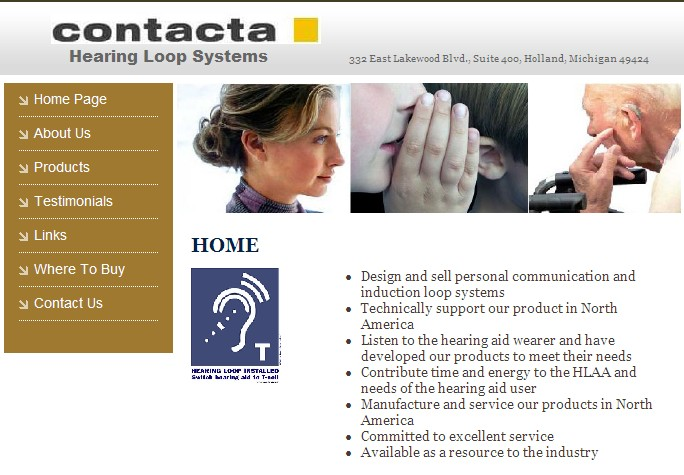 contacta
Hearing Loop Systems
332 East Lakewood Blvd., Suite 400, Holland, Michigan 49424
Home Page
About Us
Products
Testimonials
Links
Where To Buy
Contact Us
HOME
T
HEARING LOOP INSTALLED
Switch hearing aid to T-coil
Design and sell personal communication and
induction loop systems
Technically support our product in North
America
Listen to the hearing aid wearer and have
developed our products to meet their needs
Contribute time and energy to the HLAA and
needs of the hearing aid user
Manufacture and service our products in North
America
Committed to excellent service
Available as a resource to the industry